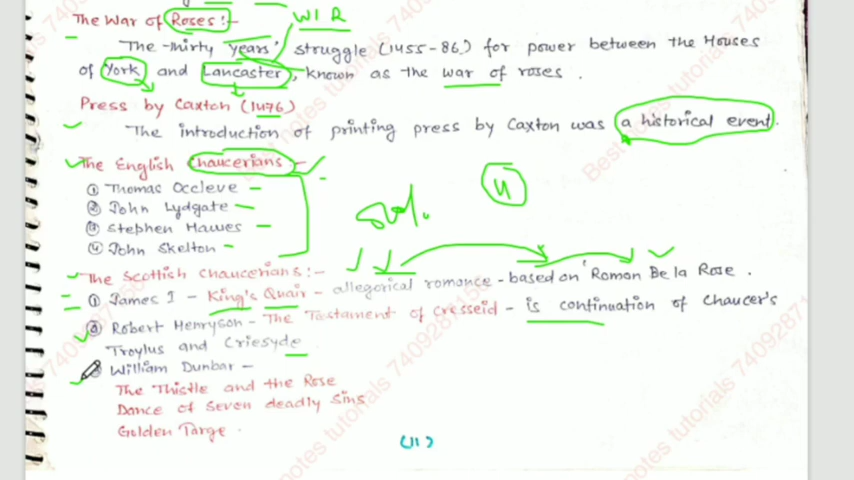 The War of Roses :-
W I R
The thirty years' struggle (1455-86) for power between the Houses
of York and Lancaster, known as the war of roses.
Press by Caxton (1476)
The introduction of printing press by Caxton was a historical event.
The English Chaucerians :-
① Thomas Occleve
② John Lydgate
③ Stephen Hawes
④ John Skelton
4
The Scottish Chaucerians:-
① James I - King's Quair - allegorical romance - based on 'Roman De la Rose.
② Robert Henryson - The Testament of Cresseid - is continuation of Chaucer's
Troylus and Criesyde
③ William Dunbar -
The Thistle and the Rose
Dance of Seven deadly Sins
Golden Targe
(11)
Best notes tutorials 7409287